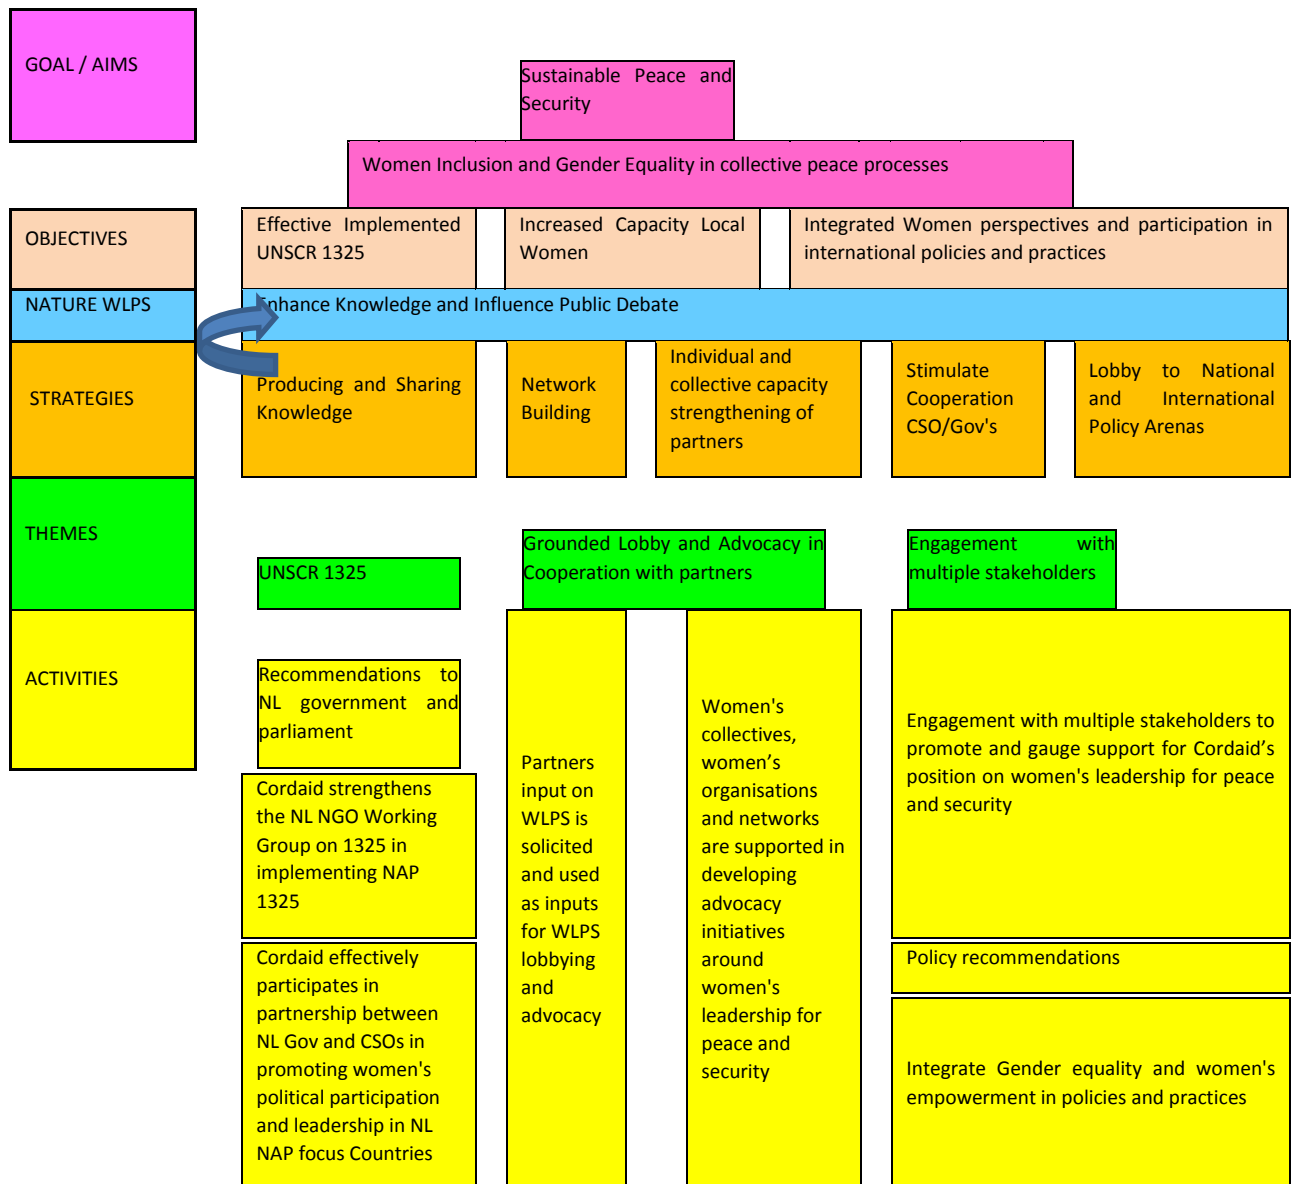 GOAL / AIMS
Sustainable Peace and
Security
Women Inclusion and Gender Equality in collective peace processes
OBJECTIVES
Effective Implemented
UNSCR 1325
Increased Capacity Local
Women
Integrated Women perspectives and participation in
international policies and practices
NATURE WLPS
Enhance Knowledge and Influence Public Debate
STRATEGIES
Producing and Sharing
Knowledge
Network
Building
Individual and
collective capacity
strengthening of
partners
Stimulate
Cooperation
CSO/Gov's
Lobby to National
and International
Policy Arenas
THEMES
UNSCR 1325
Grounded Lobby and Advocacy in
Cooperation with partners
Engagement with
multiple stakeholders
ACTIVITIES
Recommendations to
NL government and
parliament
Cordaid strengthens
the NL NGO Working
Group on 1325 in
implementing NAP
1325
Cordaid effectively
participates in
partnership between
NL Gov and CSOs in
promoting women's
political participation
and leadership in NL
NAP focus Countries
Partners
input on
WLPS is
solicited
and used
as inputs
for WLPS
lobbying
and
advocacy
Women's
collectives,
women’s
organisations
and networks
are supported in
developing
advocacy
initiatives
around
women's
leadership for
peace and
security
Engagement with multiple stakeholders to
promote and gauge support for Cordaid’s
position on women's leadership for peace
and security
Policy recommendations
Integrate Gender equality and women's
empowerment in policies and practices